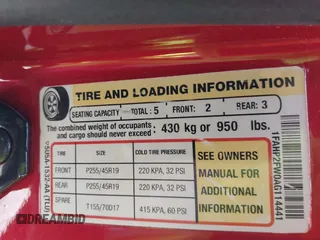 TIRE AND LOADING INFORMATION
SEATING CAPACITY TOTAL: 5 FRONT: 2 REAR: 3
The combined weight of occupants and cargo should never exceed: 430 kg or 950 lbs.
TIRE SIZE COLD TIRE PRESSURE
FRONT P255/45R19 220 KPA, 32 PSI
REAR P255/45R19 220 KPA, 32 PSI
SPARE T155/70D17 415 KPA, 60 PSI
SEE OWNERS
MANUAL FOR
ADDITIONAL
INFORMATION
©DREAMBID